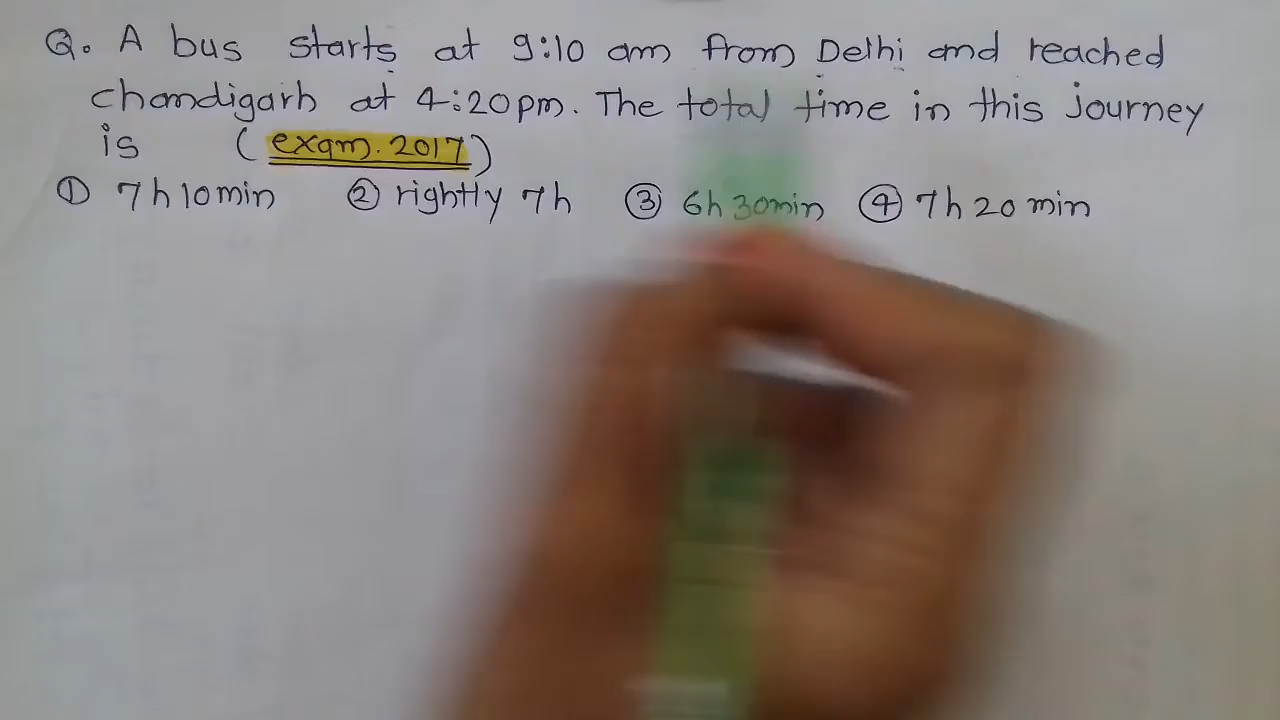 Q. A bus starts at 9:10 am from Delhi and reached
chandigarh at 4:20pm. The total time in this journey
is (exam. 2017)
① 7h 10min ② rightly 7h ③ 6h 30min ④ 7h 20 min